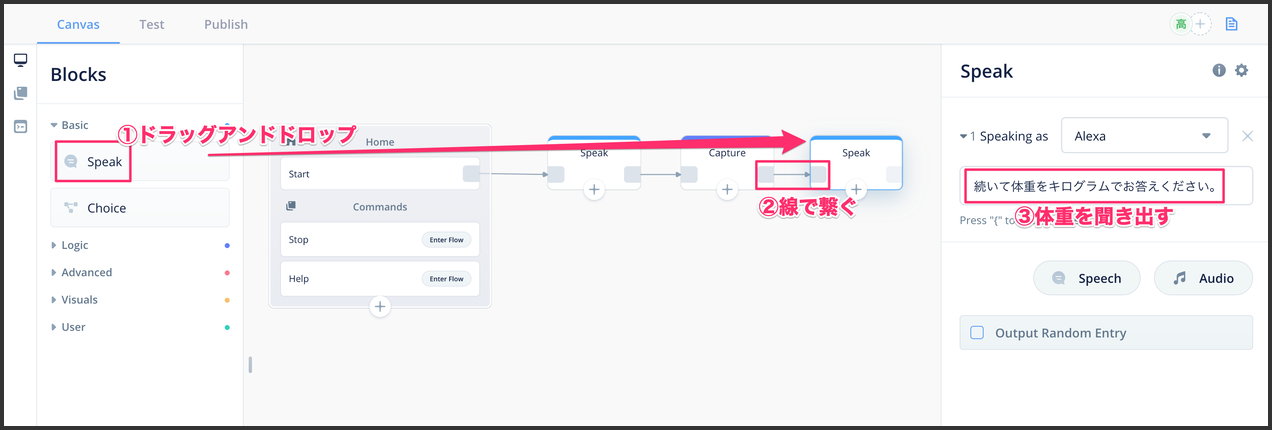 Canvas Test Publish
高
Blocks
Basic
①ドラッグアンドドロップ
Speak
Choice
Logic
Advanced
Visuals
User
Home
Start
Commands
Stop Enter Flow
Help Enter Flow
Speak
Capture
Speak
②線で繋ぐ
Speak
1 Speaking as Alexa
続いて体重をキログラムでお答えください。
Press "{" to
③体重を聞き出す
Speech Audio
Output Random Entry